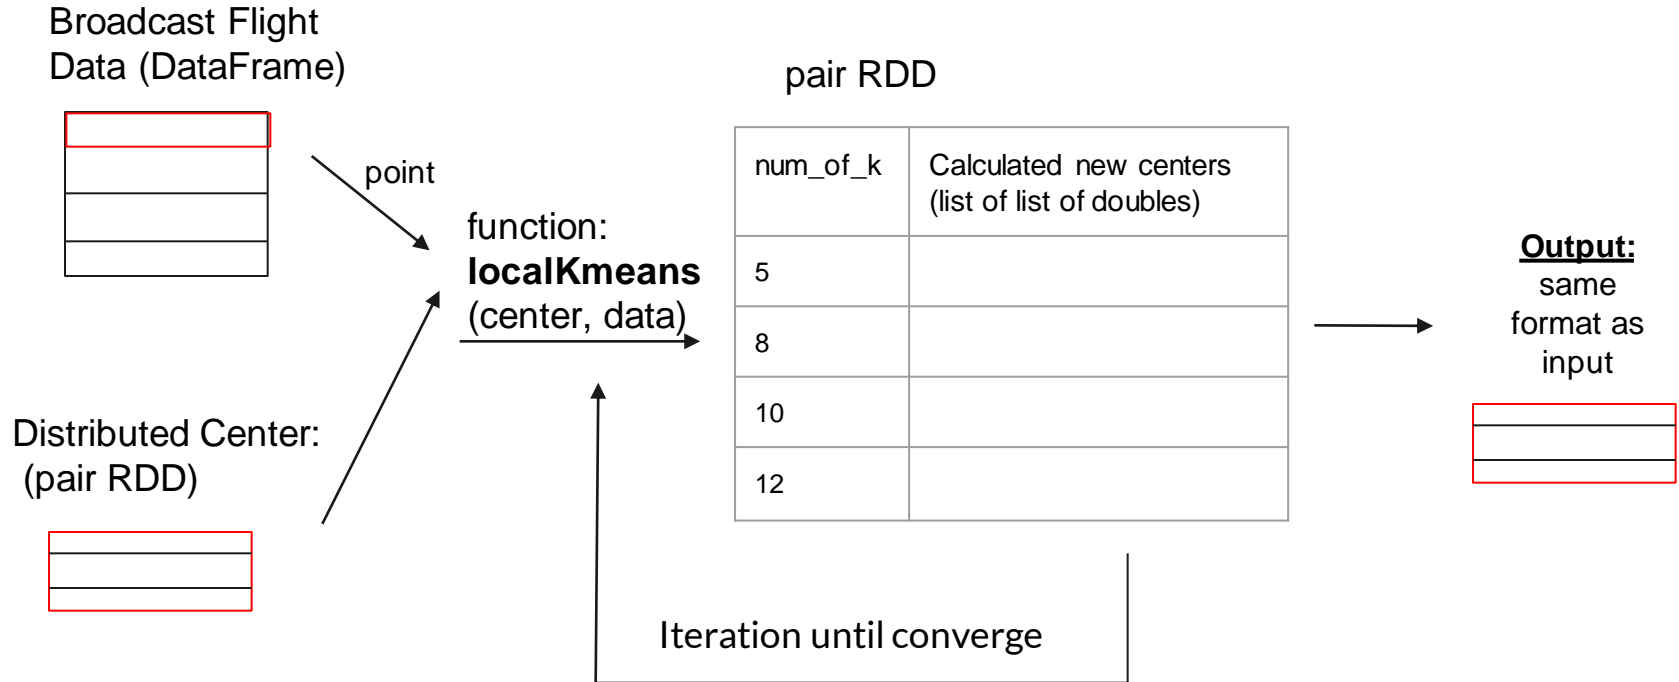 Broadcast Flight
Data (DataFrame)
point
Distributed Center:
(pair RDD)
function:
localKmeans
(center, data)
pair RDD
num_of_k
Calculated new centers
(list of list of doubles)
5
8
10
12
Iteration until converge
Output:
same
format as
input